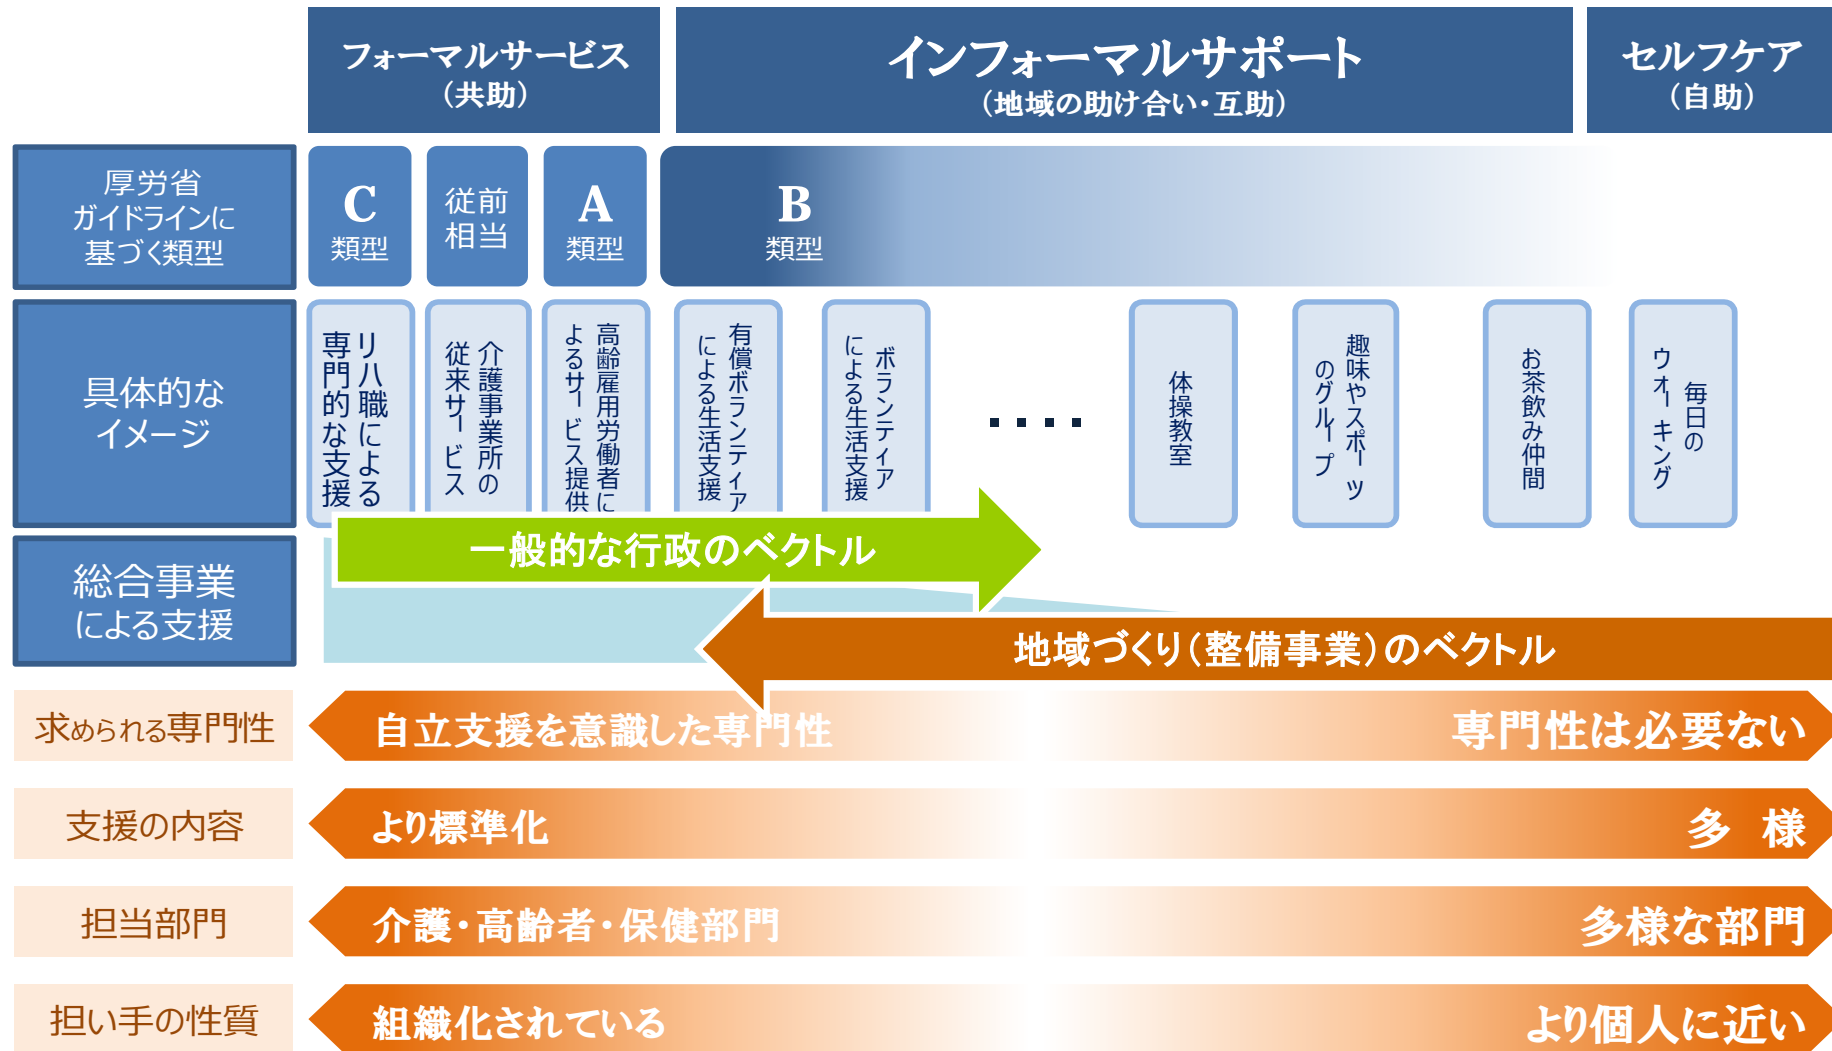 フォーマルサービス
（共助）
インフォーマルサポート
（地域の助け合い・互助）
セルフケア
（自助）
厚労省
ガイドラインに
基づく類型
C
類型
従前
相当
A
類型
B
類型
具体的な
イメージ
リハ職による
専門的な支援
介護事業所の
従来サービス
高齢雇用労働者に
よるサービス提供
有償ボランティア
による生活支援
ボランティア
による生活支援
・・・・
体操教室
趣味やスポーツ
のグループ
お茶飲み仲間
毎日の
ウォーキング
総合事業
による支援
一般的な行政のベクトル
地域づくり（整備事業）のベクトル
求められる専門性
自立支援を意識した専門性
専門性は必要ない
支援の内容
より標準化
多　様
担当部門
介護・高齢者・保健部門
多様な部門
担い手の性質
組織化されている
より個人に近い